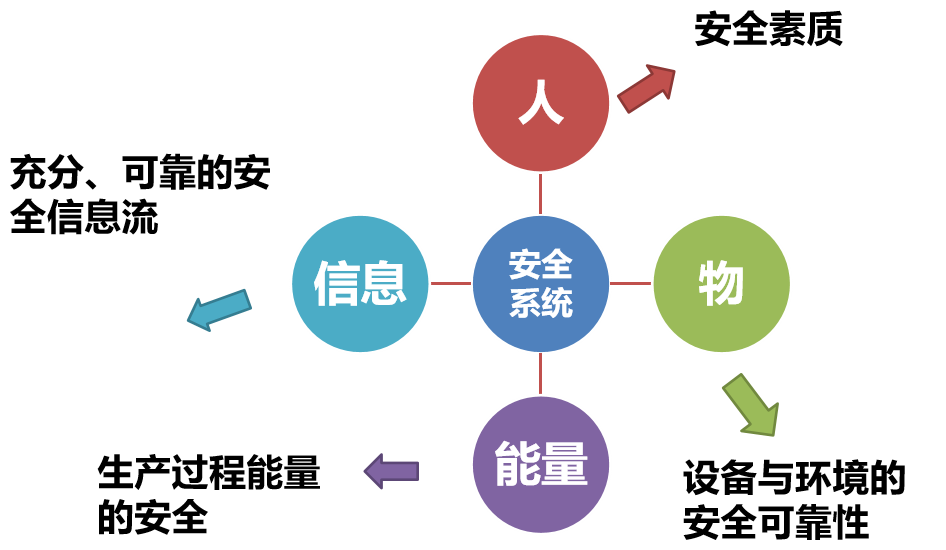 安全素质
人
充分、可靠的安
全信息流
信息
安全
系统
物
能量
生产过程能量
的安全
设备与环境的
安全可靠性